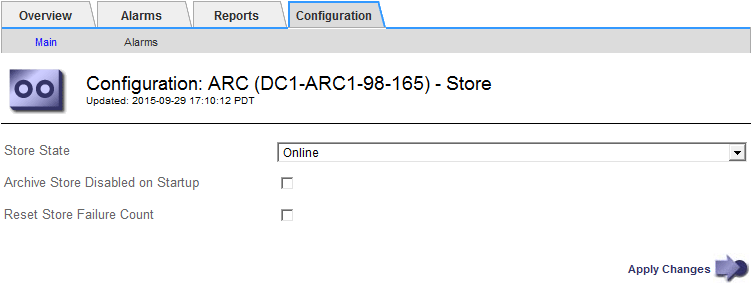 Overview Alarms Reports Configuration
Main Alarms
Configuration: ARC (DC1-ARC1-98-165) - Store
Updated: 2015-09-29 17:10:12 PDT
Store State Online
Archive Store Disabled on Startup
Reset Store Failure Count
Apply Changes